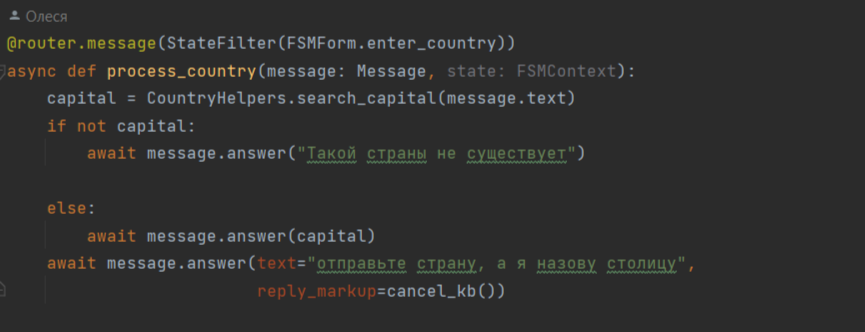 Олеся
@router.message(StateFilter(FSMForm.enter_country))
async def process_country(message: Message, state: FSMContext):
    capital = CountryHelpers.search_capital(message.text)
    if not capital:
        await message.answer("Такой страны не существует")
    else:
        await message.answer(capital)
    await message.answer(text="отправьте страну, а я назову столицу",
                         reply_markup=cancel_kb())